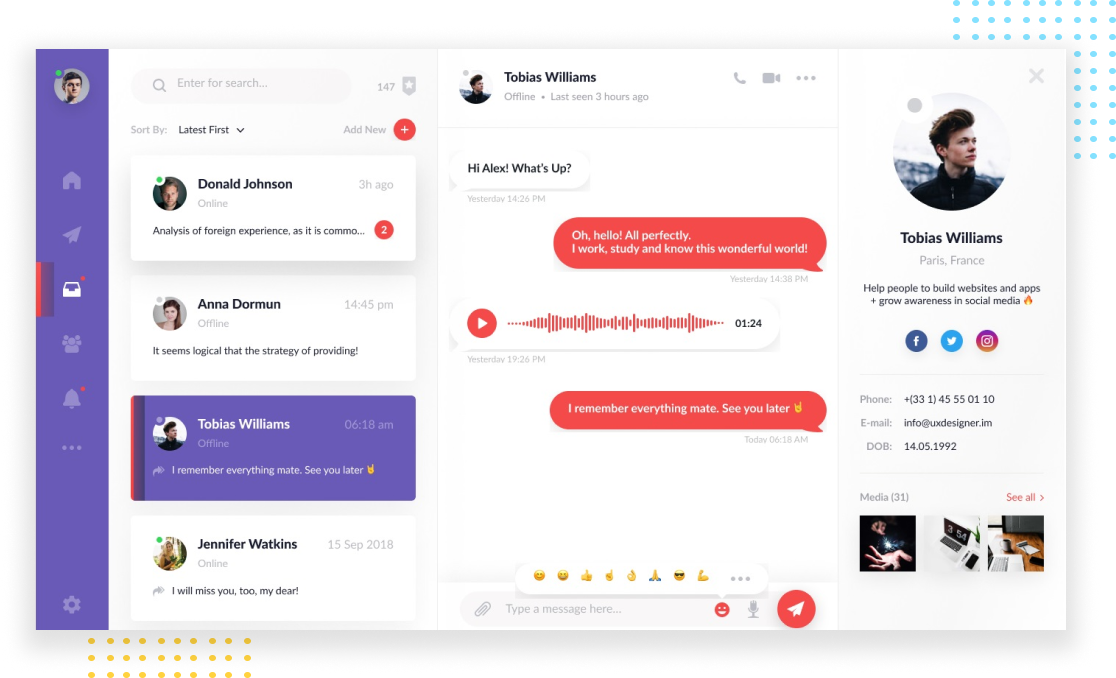 Enter for search...
147
Sort By: Latest First
Add New +
Donald Johnson
3h ago
Online
Analysis of foreign experience, as it is commo...
2
Anna Dormun
14:45 pm
Offline
It seems logical that the strategy of providing!
Tobias Williams
06:18 am
Offline
I remember everything mate. See you later 🤘
Jennifer Watkins
15 Sep 2018
Online
I will miss you, too, my dear!
Tobias Williams
Offline • Last seen 3 hours ago
Hi Alex! What's Up?
Yesterday 14:26 PM
Oh, hello! All perfectly.
I work, study and know this wonderful world!
Yesterday 14:38 PM
01:24
Yesterday 19:26 PM
I remember everything mate. See you later 🤘
Today 06:18 AM
Type a message here...
Tobias Williams
Paris, France
Help people to build websites and apps
+ grow awareness in social media 🔥
Phone: +(33 1) 45 55 01 10
E-mail: info@uxdesigner.im
DOB: 14.05.1992
Media (31)
See all >
3 54